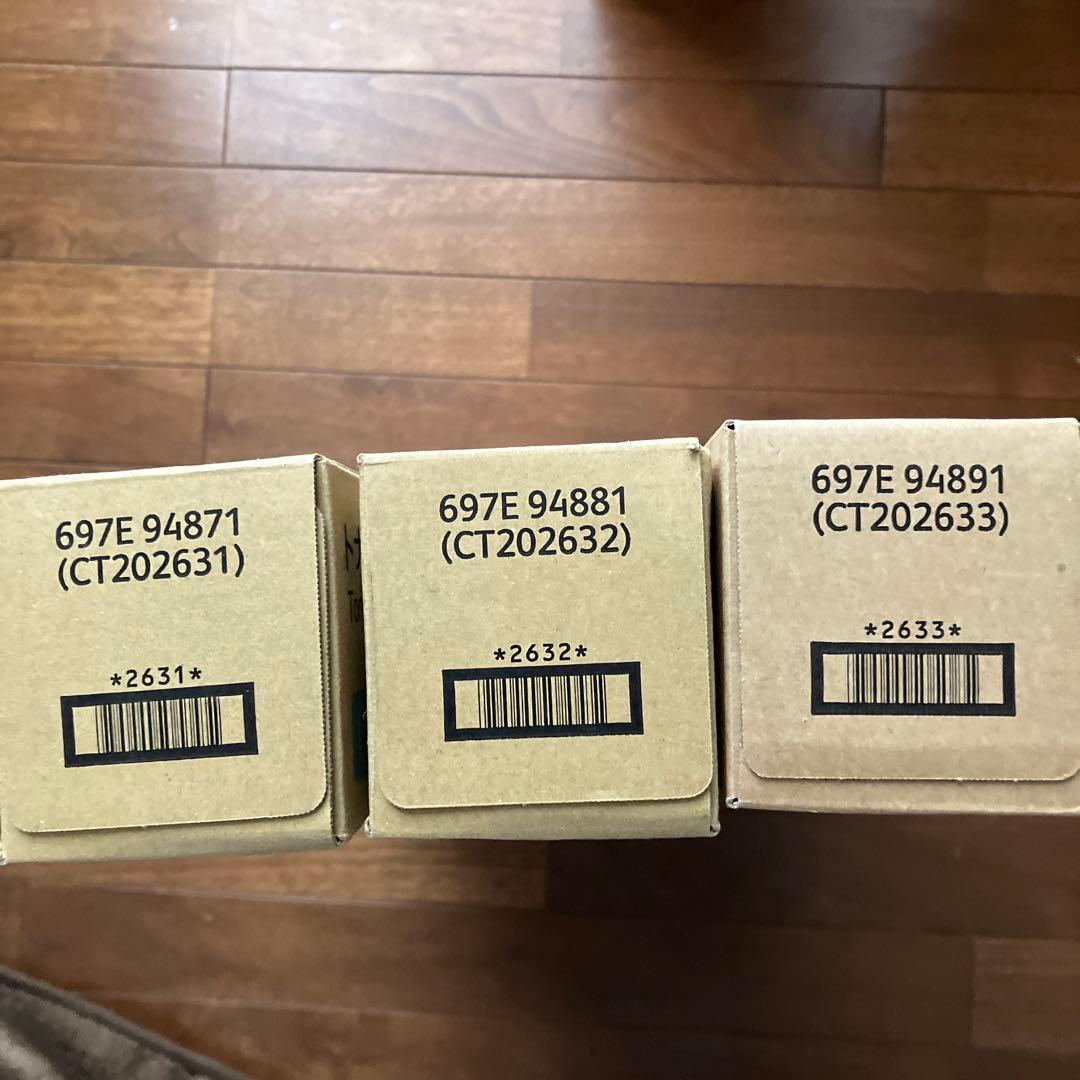 697E 94871
(CT202631)
*2631*
697E 94881
(CT202632)
*2632*
697E 94891
(CT202633)
*2633*